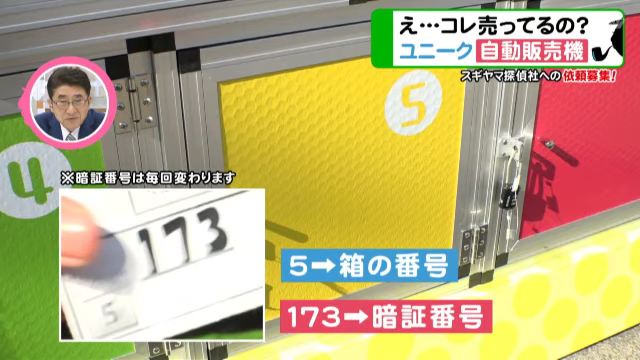 え…コレ売ってるの?
ユニーク 自動販売機
スギヤマ探偵社への依頼募集!
5
4
※暗証番号は毎回変わります
173
5
5→箱の番号
173→暗証番号